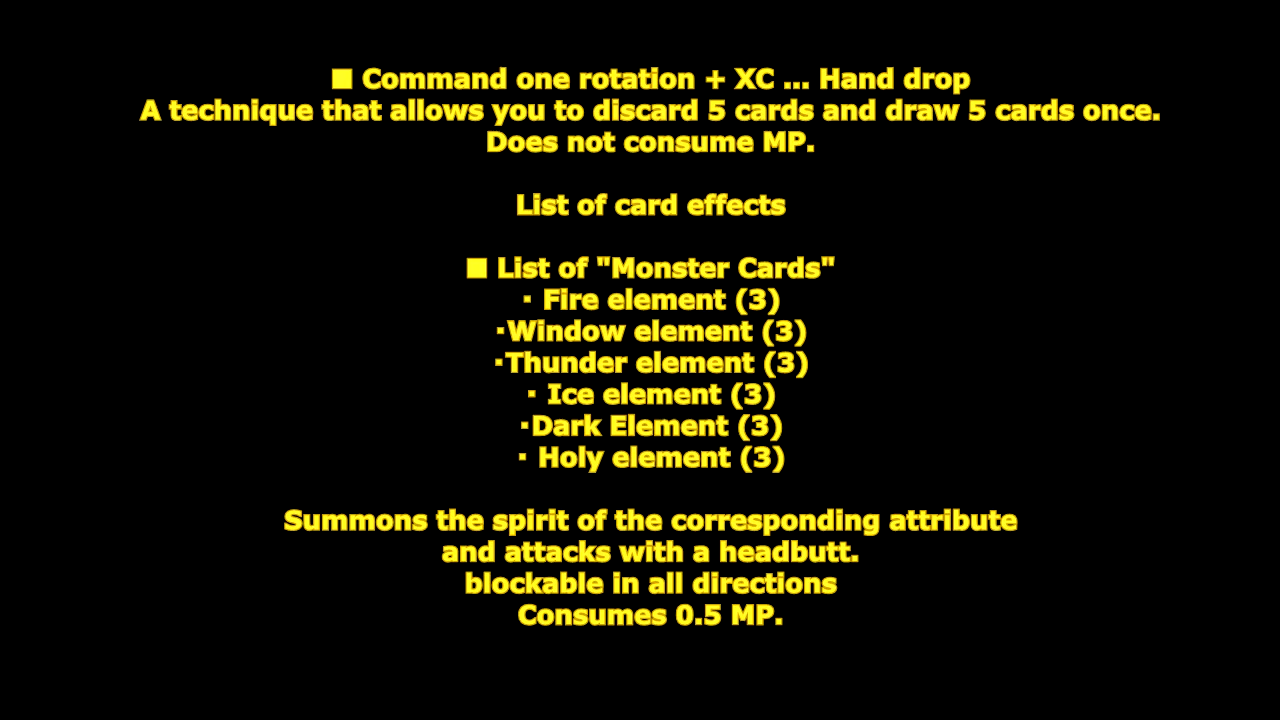 ■ Command one rotation + XC ... Hand drop
A technique that allows you to discard 5 cards and draw 5 cards once.
Does not consume MP.
List of card effects
■ List of "Monster Cards"
· Fire element (3)
·Window element (3)
·Thunder element (3)
· Ice element (3)
·Dark Element (3)
· Holy element (3)
Summons the spirit of the corresponding attribute
and attacks with a headbutt.
blockable in all directions
Consumes 0.5 MP.